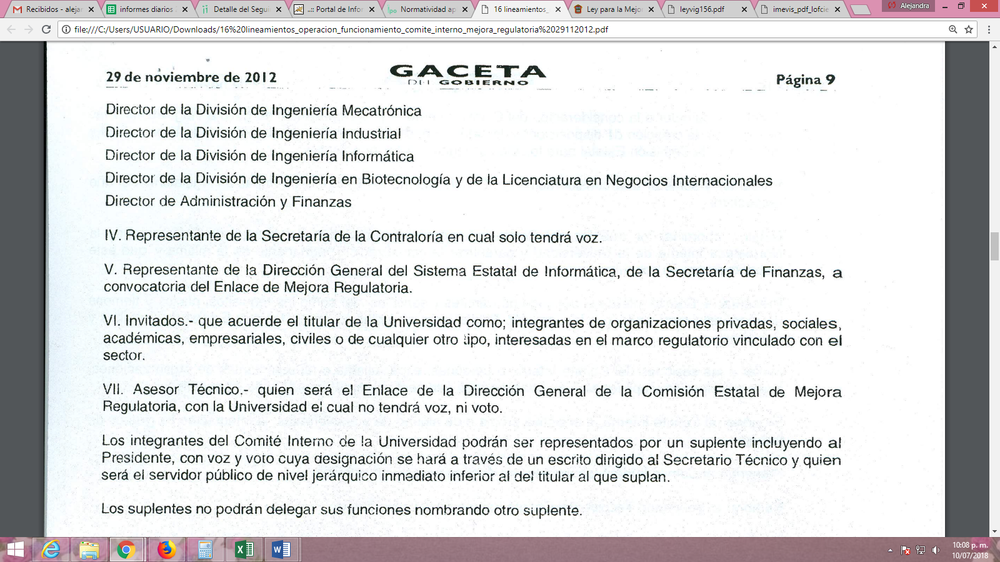 Recibidos - alejar
informes diarios
Detalle del Segui
..:: Portal de Infor
Normatividad ap
16 lineamientos_
Ley para la Mejo
leyvig156.pdf
imevis_pdf_lofcie
Alejandra
file:///C:/Users/USUARIO/Downloads/16%20lineamientos_operacion_funcionamiento_comite_interno_mejora_regulatoria%2029112012.pdf
29 de noviembre de 2012
GACETA
DEL GOBIERNO
Página 9
Director de la División de Ingeniería Mecatrónica
Director de la División de Ingeniería Industrial
Director de la División de Ingeniería Informática
Director de la División de Ingeniería en Biotecnología y de la Licenciatura en Negocios Internacionales
Director de Administración y Finanzas
IV. Representante de la Secretaría de la Contraloría en cual solo tendrá voz.
V. Representante de la Dirección General del Sistema Estatal de Informática, de la Secretaría de Finanzas, a
convocatoria del Enlace de Mejora Regulatoria.
VI. Invitados.- que acuerde el titular de la Universidad como; integrantes de organizaciones privadas, sociales,
académicas, empresariales, civiles o de cualquier otro tipo, interesadas en el marco regulatorio vinculado con el
sector.
VII. Asesor Técnico.- quien será el Enlace de la Dirección General de la Comisión Estatal de Mejora
Regulatoria, con la Universidad el cual no tendrá voz, ni voto.
Los integrantes del Comité Interno de la Universidad podrán ser representados por un suplente incluyendo al
Presidente, con voz y voto cuya designación se hará a través de un escrito dirigido al Secretario Técnico y quien
será el servidor público de nivel jerárquico inmediato inferior al del titular al que suplan.
Los suplentes no podrán delegar sus funciones nombrando otro suplente.
10:08 p. m.
10/07/2018